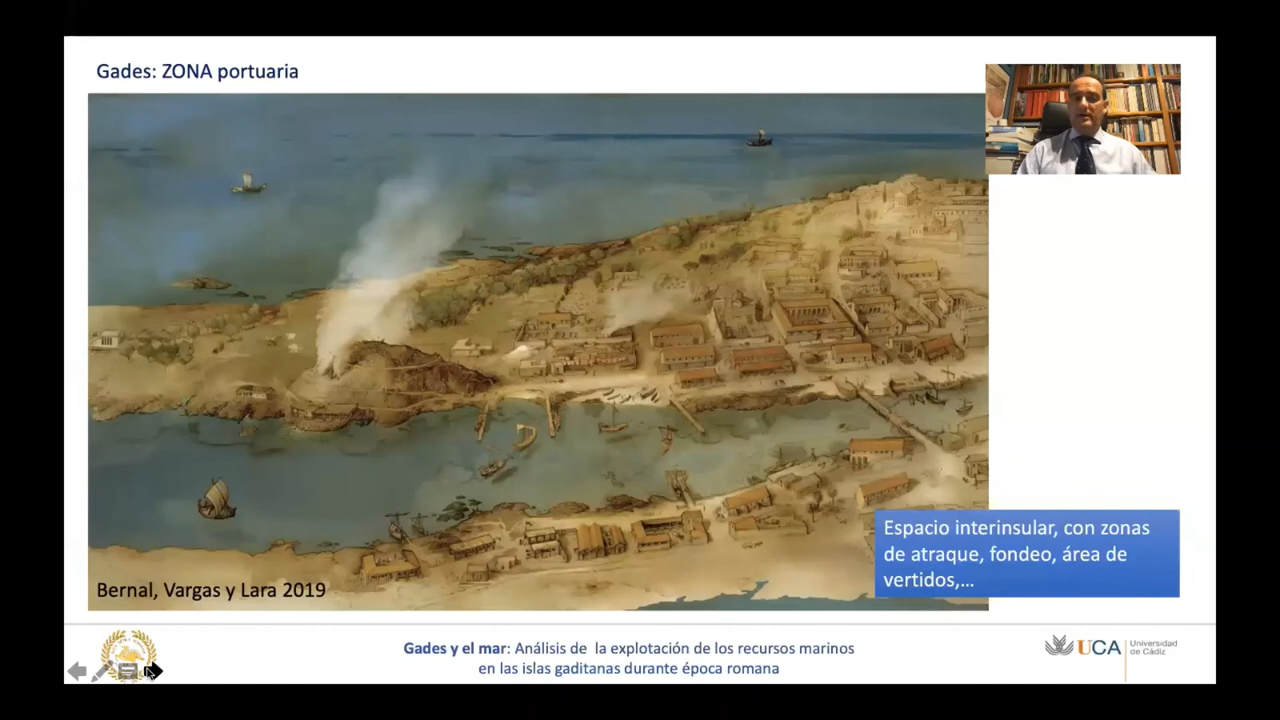 Gades: ZONA portuaria
Espacio interinsular, con zonas
de atraque, fondeo, área de
vertidos,...
Bernal, Vargas y Lara 2019
Gades y el mar: Análisis de la explotación de los recursos marinos
en las islas gaditanas durante época romana
UCA
Universidad
de Cádiz